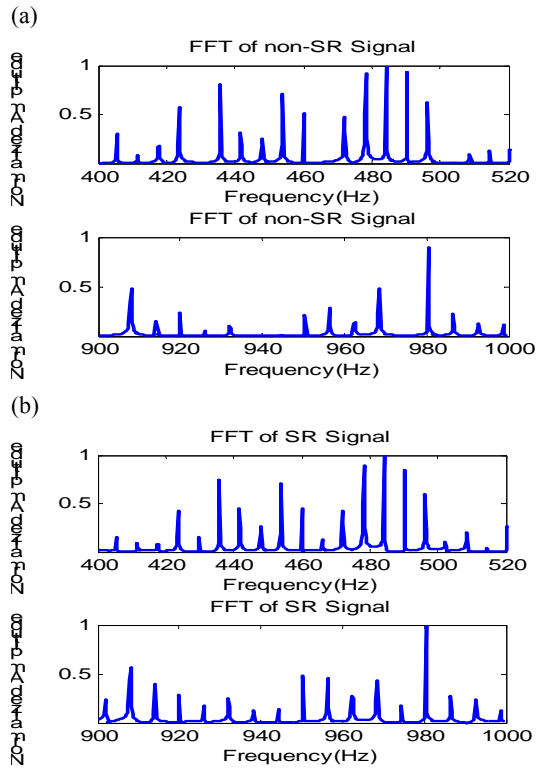 (a)
FFT of non-SR Signal
1
0.5
400 420 440 460 480 500 520
Frequency(Hz)
FFT of non-SR Signal
1
0.5
900 920 940 960 980 1000
Frequency(Hz)
(b)
FFT of SR Signal
1
0.5
400 420 440 460 480 500 520
Frequency(Hz)
FFT of SR Signal
1
0.5
900 920 940 960 980 1000
Frequency(Hz)